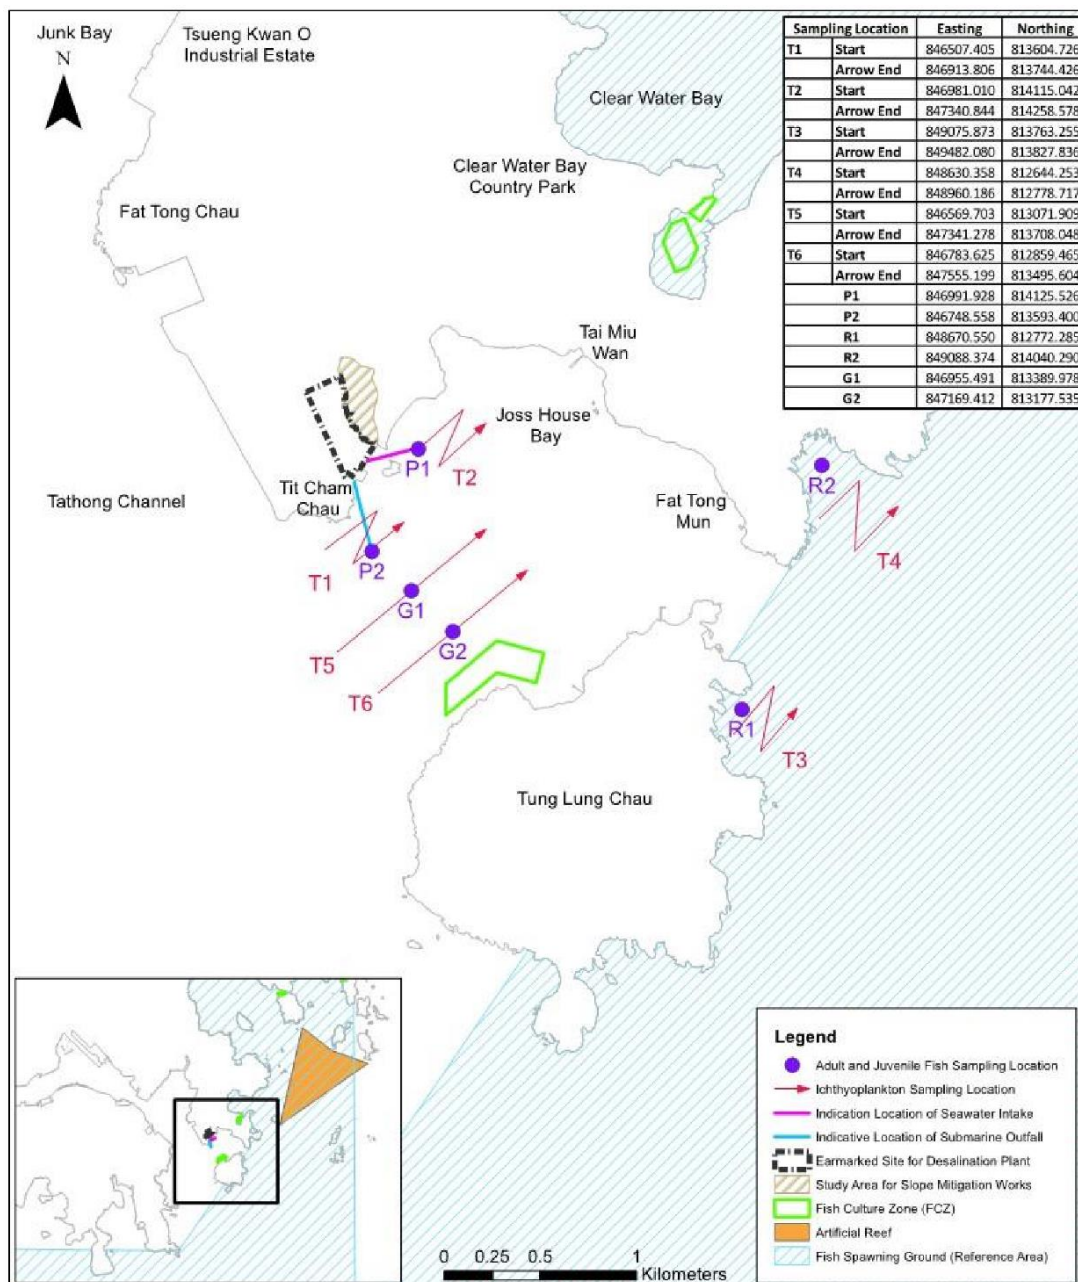 Junk Bay
N
Tsueng Kwan O
Industrial Estate
Clear Water Bay
Clear Water Bay
Country Park
Fat Tong Chau
Tai Miu
Wan
Joss House
Bay
P1
T2
Tit Cham
Chau
Tathong Channel
Fat Tong
Mun
R2
T4
T1
P2
G1
T5
G2
T6
R1
T3
Tung Lung Chau
Sampling Location Easting Northing
T1 Start 846507.405 813604.726
Arrow End 846913.806 813744.426
T2 Start 846981.010 814115.042
Arrow End 847340.844 814258.578
T3 Start 849075.873 813763.255
Arrow End 849482.080 813827.836
T4 Start 848630.358 812644.253
Arrow End 848960.186 812778.717
T5 Start 846569.703 813071.909
Arrow End 847341.278 813708.048
T6 Start 846783.625 812859.465
Arrow End 847555.199 813495.604
P1 846991.928 814125.526
P2 846748.558 813593.400
R1 848670.550 812772.285
R2 849088.374 814040.290
G1 846955.491 813389.978
G2 847169.412 813177.535
Legend
Adult and Juvenile Fish Sampling Location
Ichthyoplankton Sampling Location
Indication Location of Seawater Intake
Indicative Location of Submarine Outfall
Earmarked Site for Desalination Plant
Study Area for Slope Mitigation Works
Fish Culture Zone (FCZ)
Artificial Reef
Fish Spawning Ground (Reference Area)
0 0.25 0.5 1
Kilometers